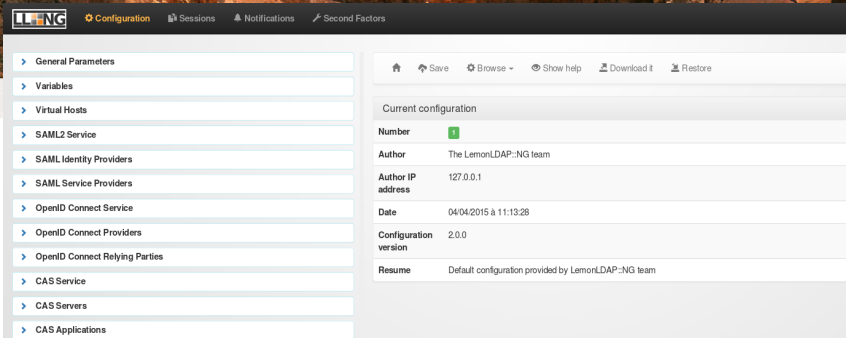 LL::NG Configuration Sessions Notifications Second Factors
General Parameters
Variables
Virtual Hosts
SAML2 Service
SAML Identity Providers
SAML Service Providers
OpenID Connect Service
OpenID Connect Providers
OpenID Connect Relying Parties
CAS Service
CAS Servers
CAS Applications
Save Browse Show help Download it Restore
Current configuration
Number 1
Author The LemonLDAP::NG team
Author IP address 127.0.0.1
Date 04/04/2015 à 11:13:28
Configuration version 2.0.0
Resume Default configuration provided by LemonLDAP::NG team